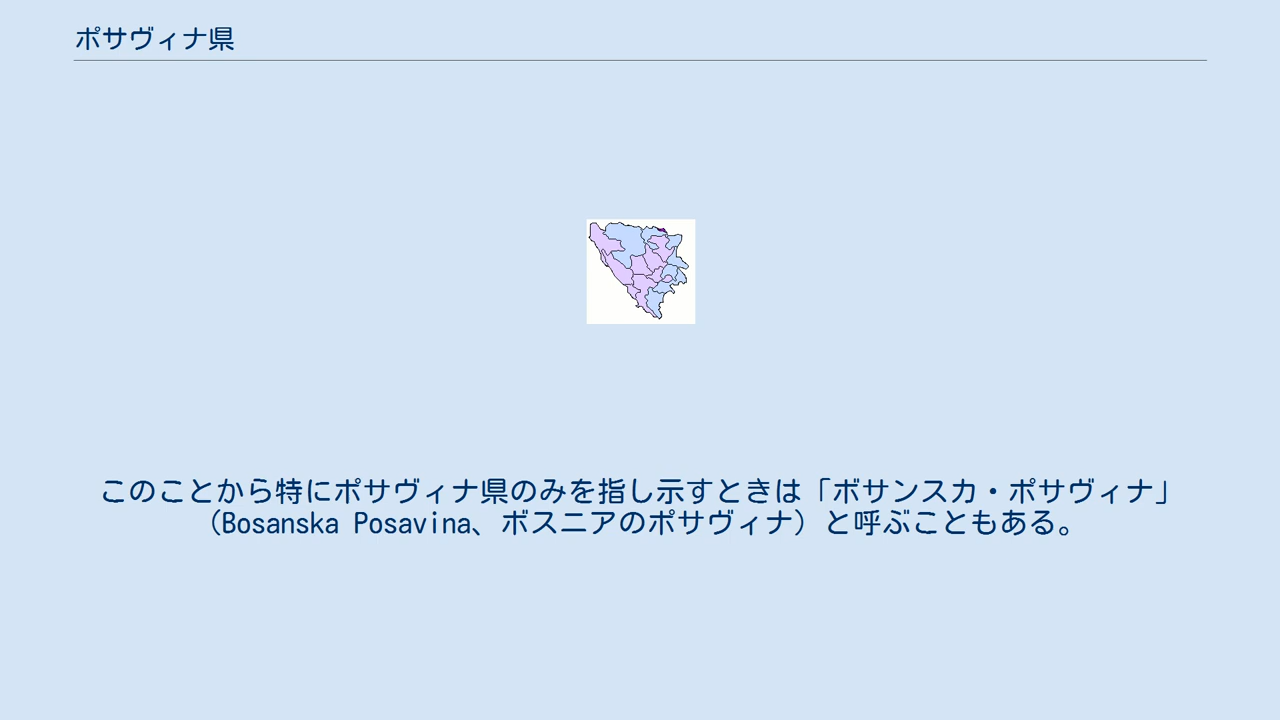 ポサヴィナ県
このことから特にポサヴィナ県のみを指し示すときは「ボサンスカ・ポサヴィナ」
（Bosanska Posavina、ボスニアのポサヴィナ）と呼ぶこともある。